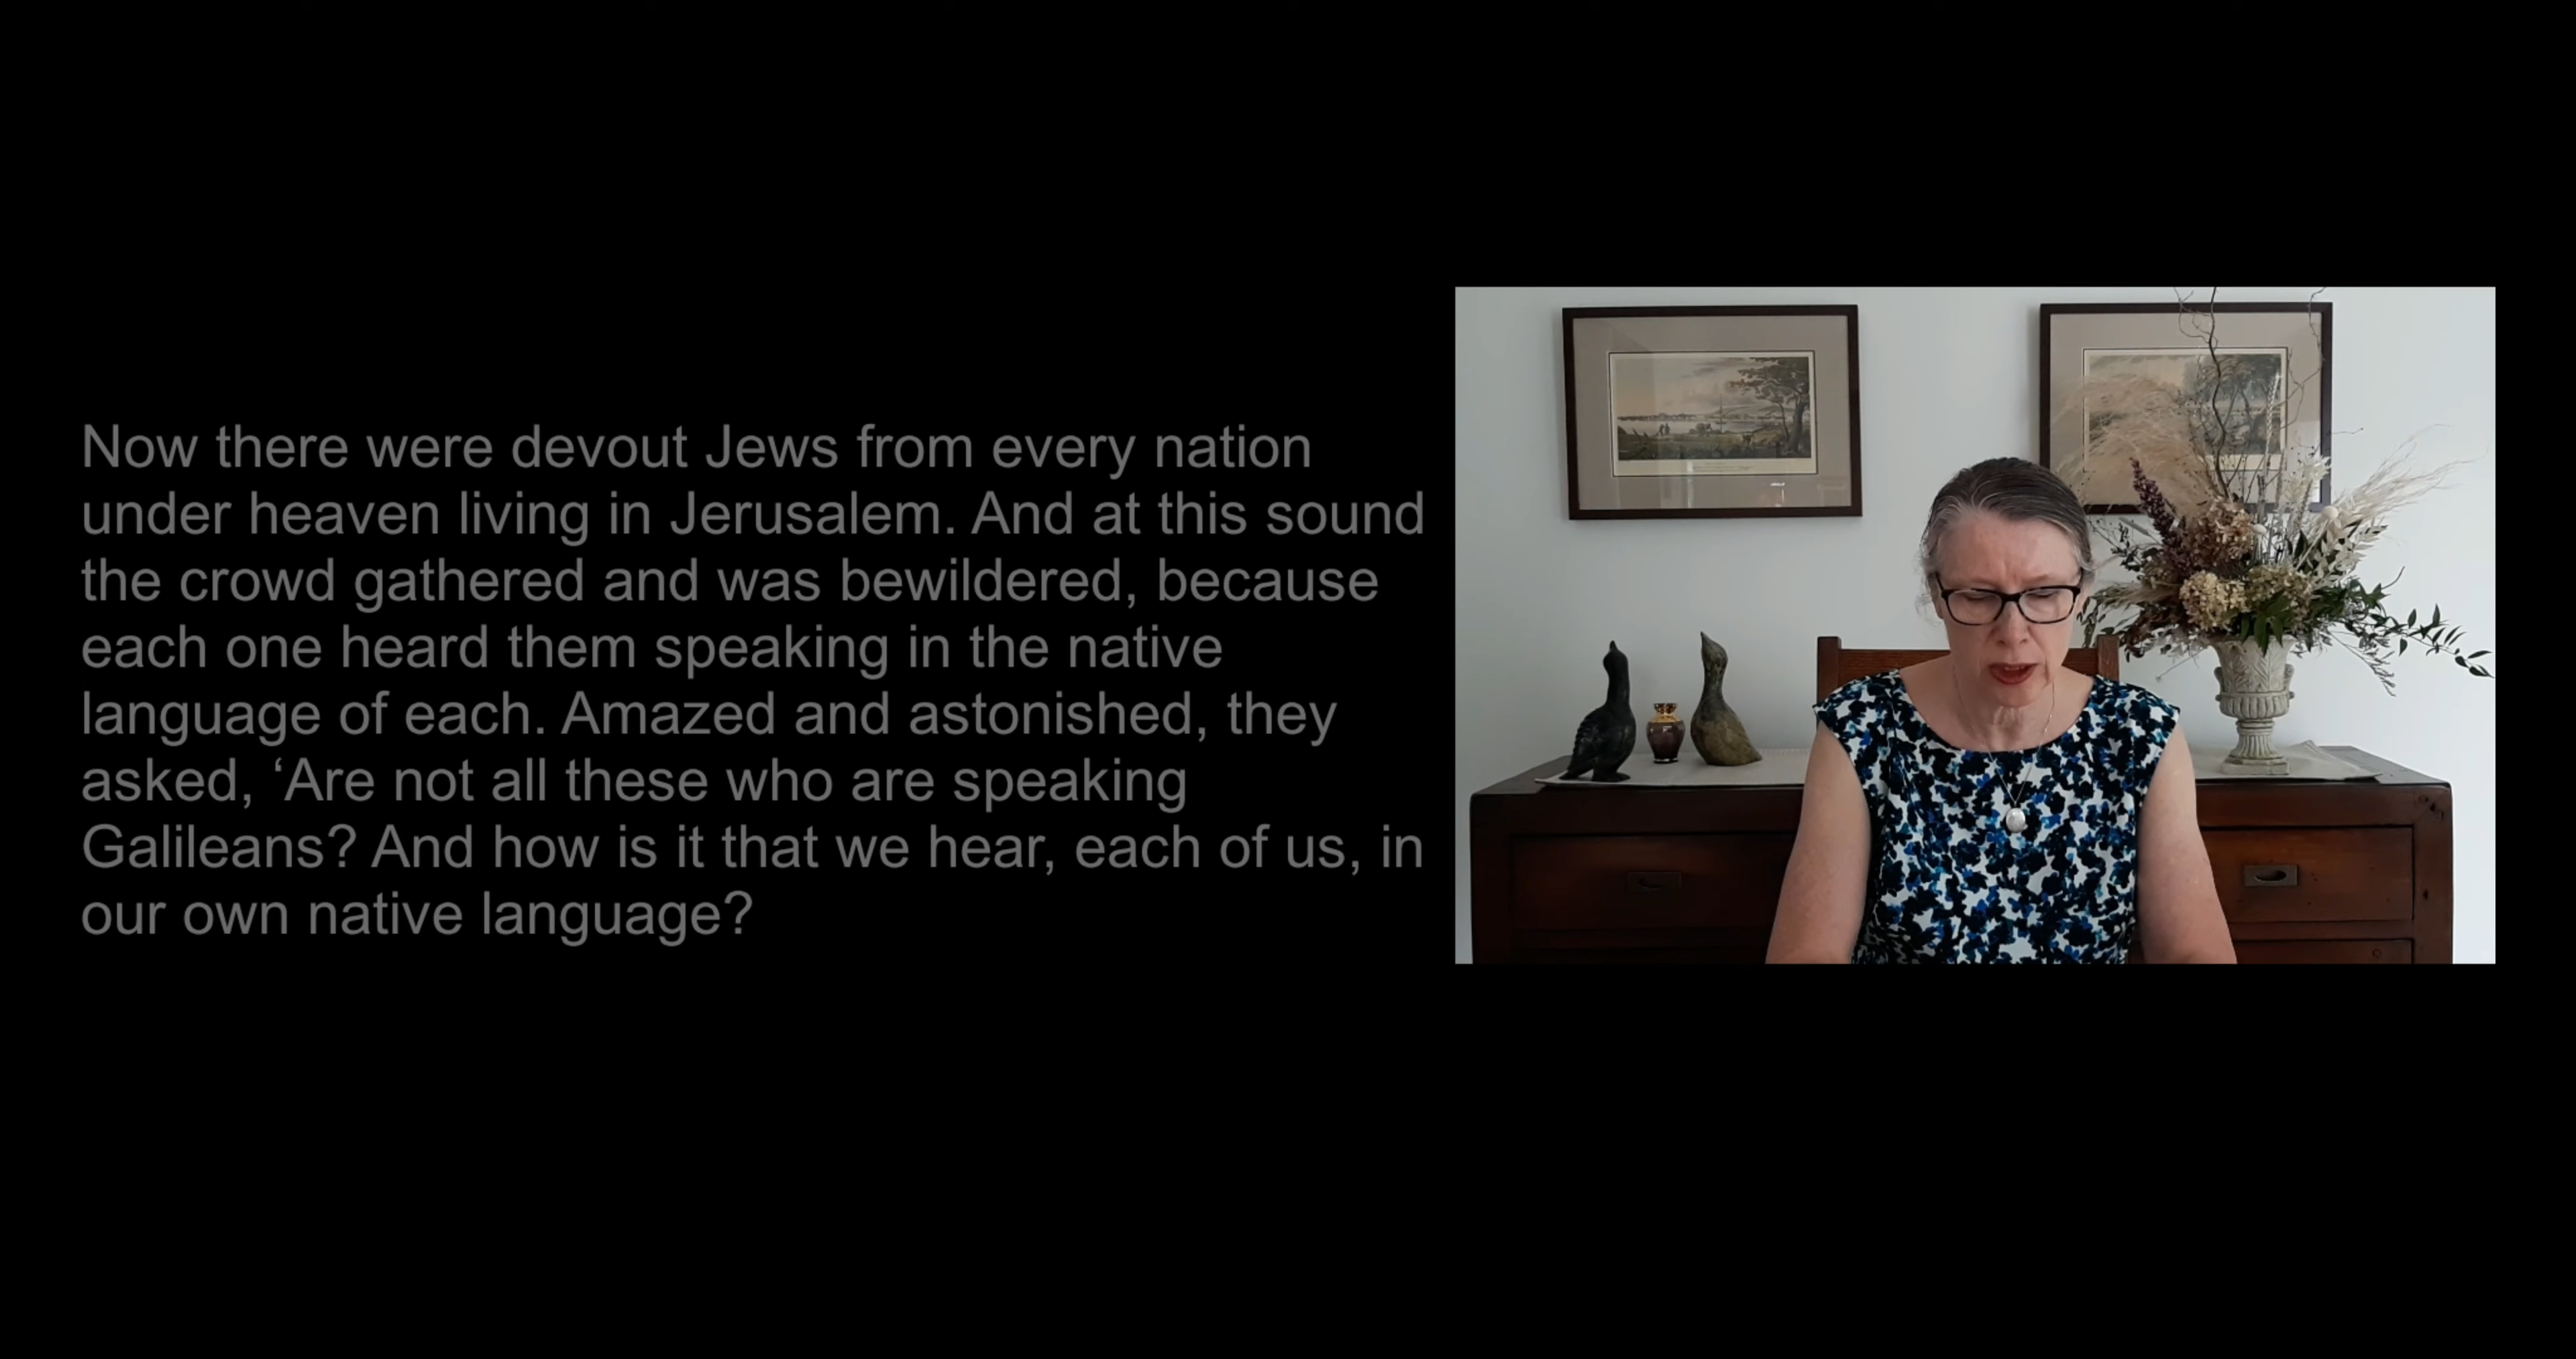 Now there were devout Jews from every nation
under heaven living in Jerusalem. And at this sound
the crowd gathered and was bewildered, because
each one heard them speaking in the native
language of each. Amazed and astonished, they
asked, ‘Are not all these who are speaking
Galileans? And how is it that we hear, each of us, in
our own native language?